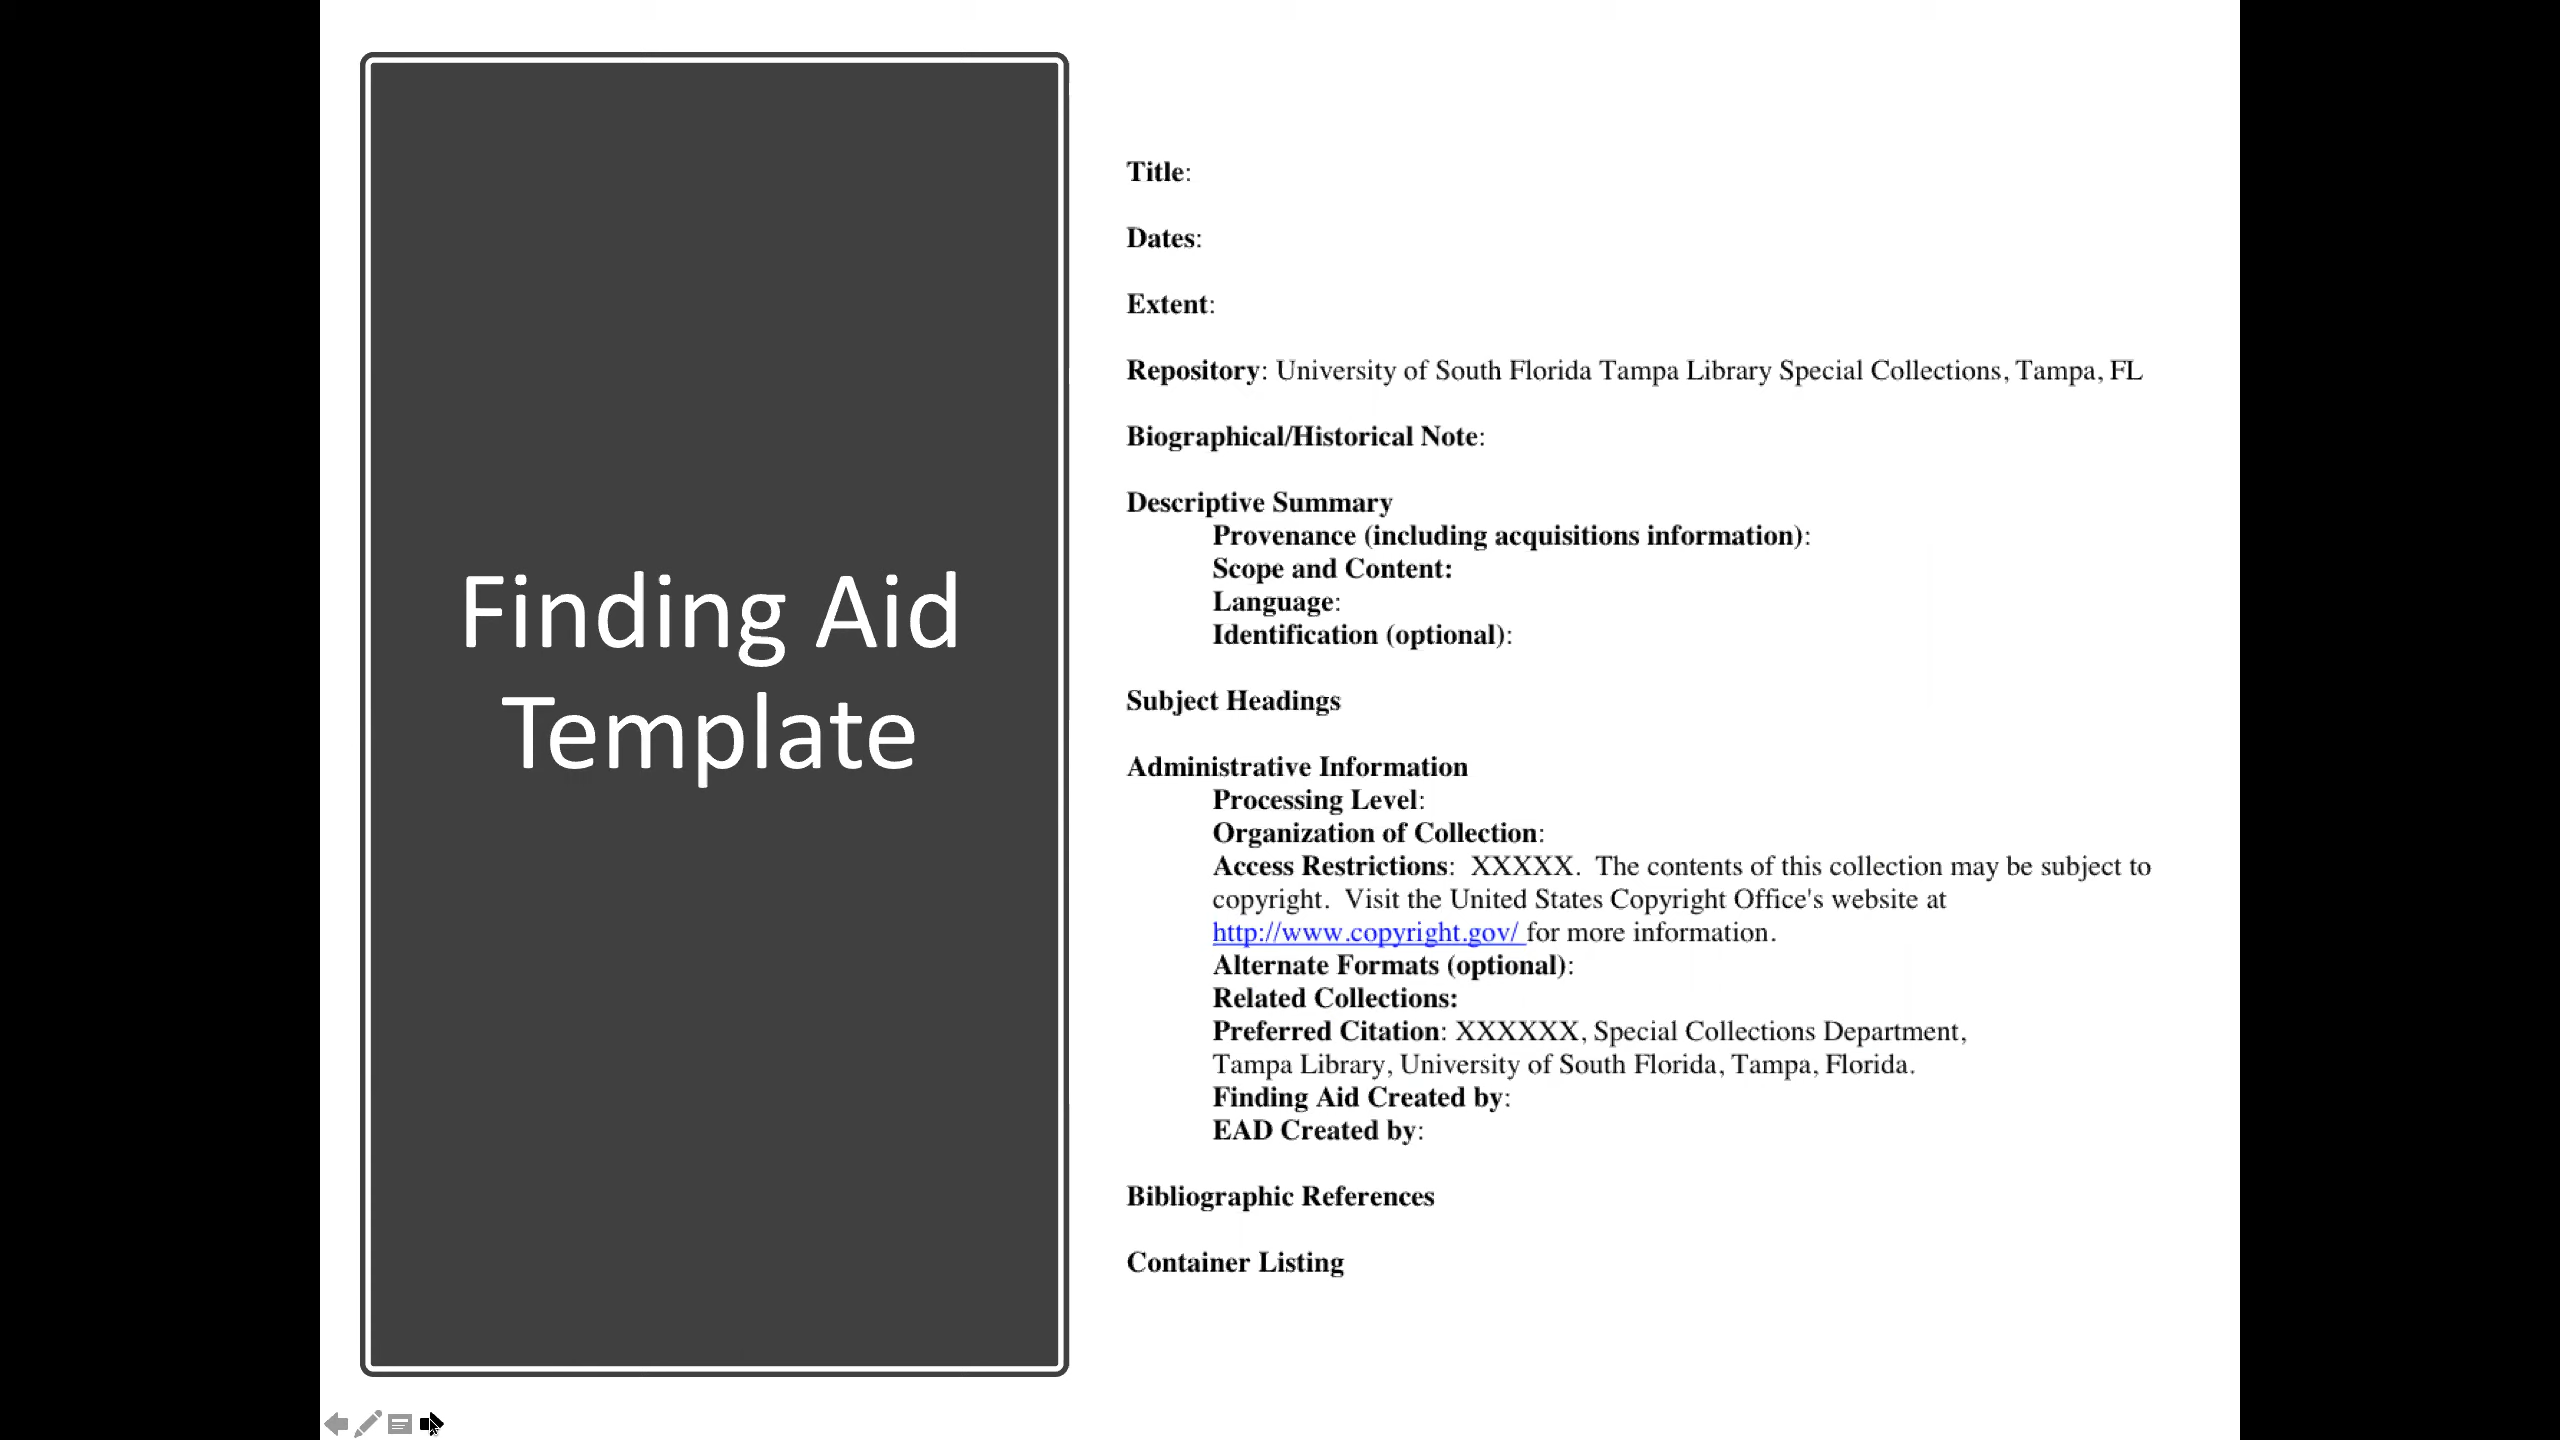 Finding Aid
Template
Title:
Dates:
Extent:
Repository: University of South Florida Tampa Library Special Collections, Tampa, FL
Biographical/Historical Note:
Descriptive Summary
Provenance (including acquisitions information):
Scope and Content:
Language:
Identification (optional):
Subject Headings
Administrative Information
Processing Level:
Organization of Collection:
Access Restrictions:  XXXXX.  The contents of this collection may be subject to
copyright.  Visit the United States Copyright Office's website at
http://www.copyright.gov/ for more information.
Alternate Formats (optional):
Related Collections:
Preferred Citation: XXXXXX, Special Collections Department,
Tampa Library, University of South Florida, Tampa, Florida.
Finding Aid Created by:
EAD Created by:
Bibliographic References
Container Listing